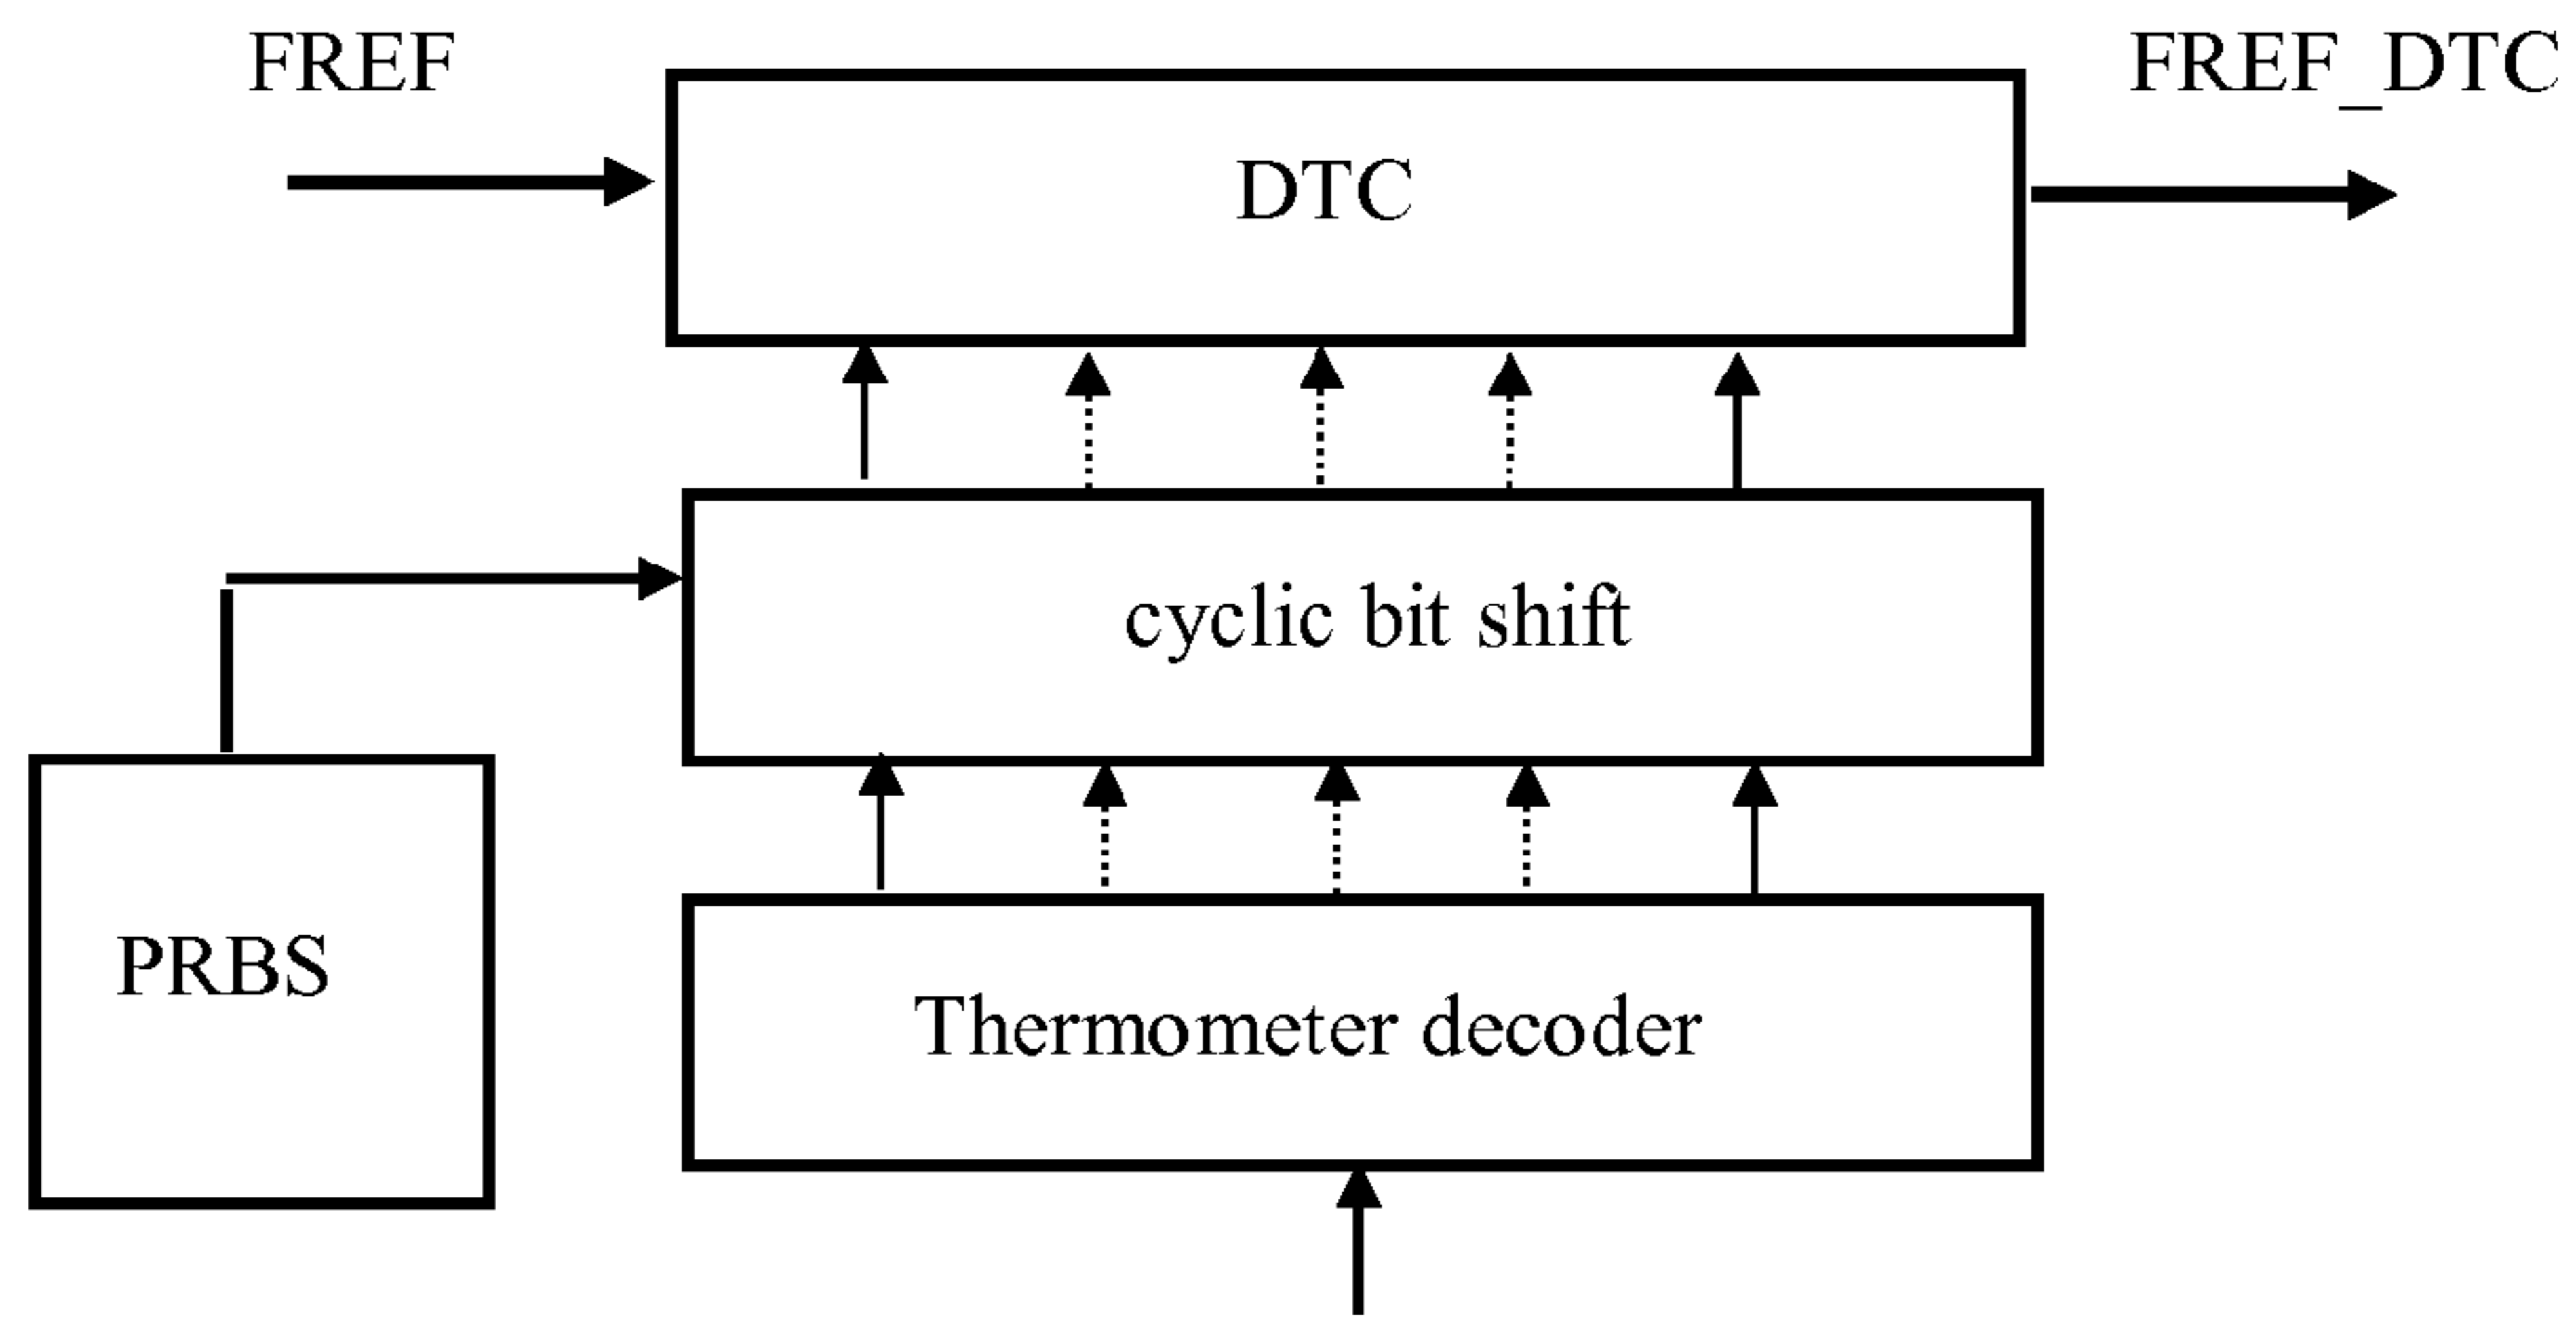 FREF
FREF_DTC
DTC
cyclic bit shift
PRBS
Thermometer decoder